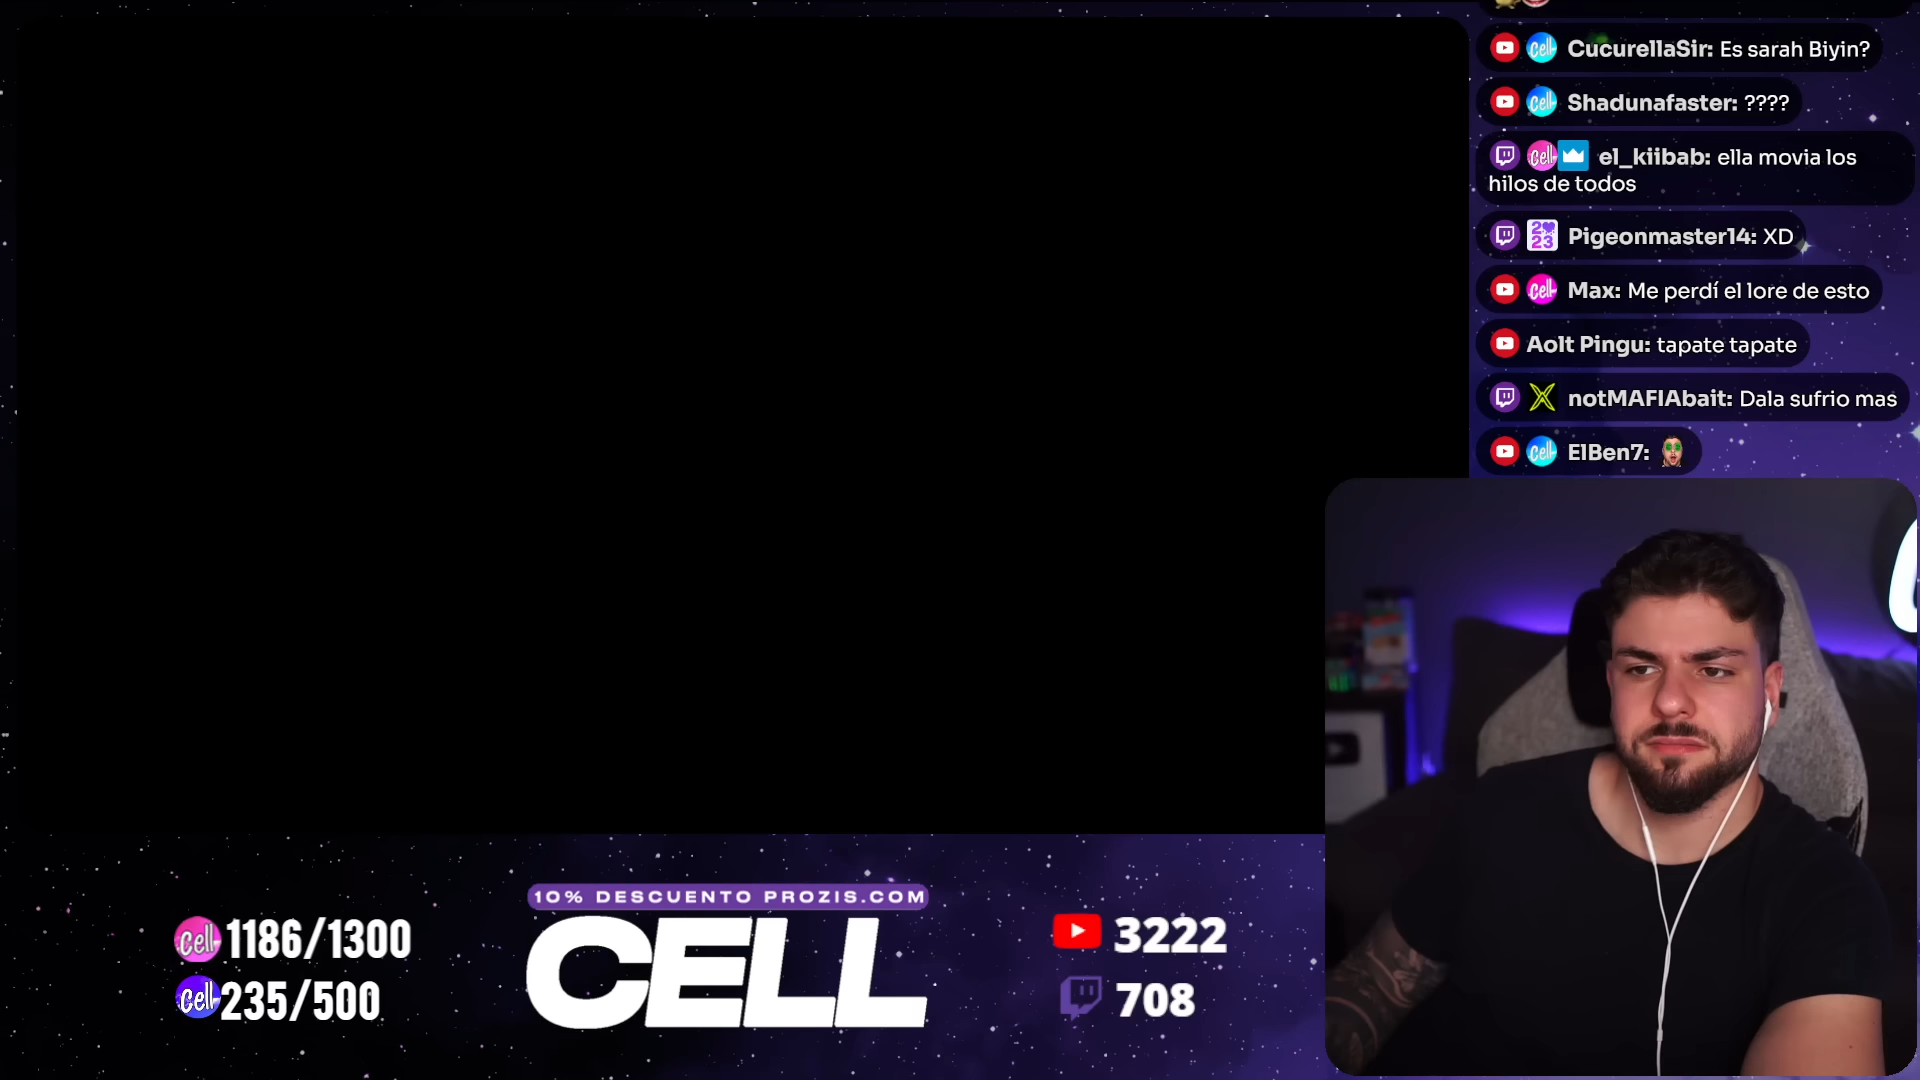 CucurellaSir: Es sarah Biyin?
Shadunafaster: ????
el_kiibab: ella movia los
hilos de todos
Pigeonmaster14: XD
Max: Me perdí el lore de esto
Aolt Pingu: tapate tapate
notMAFIAbait: Dala sufrio mas
ElBen7:
10% DESCUENTO PROZIS.COM
CELL
Cell 1186/1300
Cell 235/500
3222
708